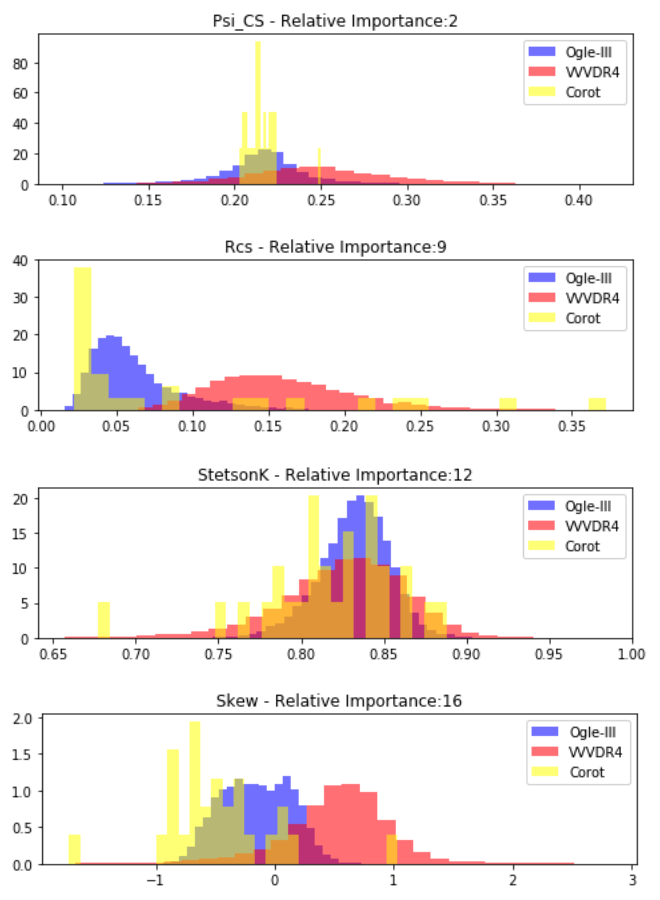 Psi_CS - Relative Importance:2
Ogle-III
VVVDR4
Corot
80
60
40
20
0
0.10 0.15 0.20 0.25 0.30 0.35 0.40
Rcs - Relative Importance:9
Ogle-III
VVVDR4
Corot
40
30
20
10
0
0.00 0.05 0.10 0.15 0.20 0.25 0.30 0.35
StetsonK - Relative Importance:12
Ogle-III
VVVDR4
Corot
20
15
10
5
0
0.65 0.70 0.75 0.80 0.85 0.90 0.95 1.00
Skew - Relative Importance:16
Ogle-III
VVVDR4
Corot
2.0
1.5
1.0
0.5
0.0
−1 0 1 2 3